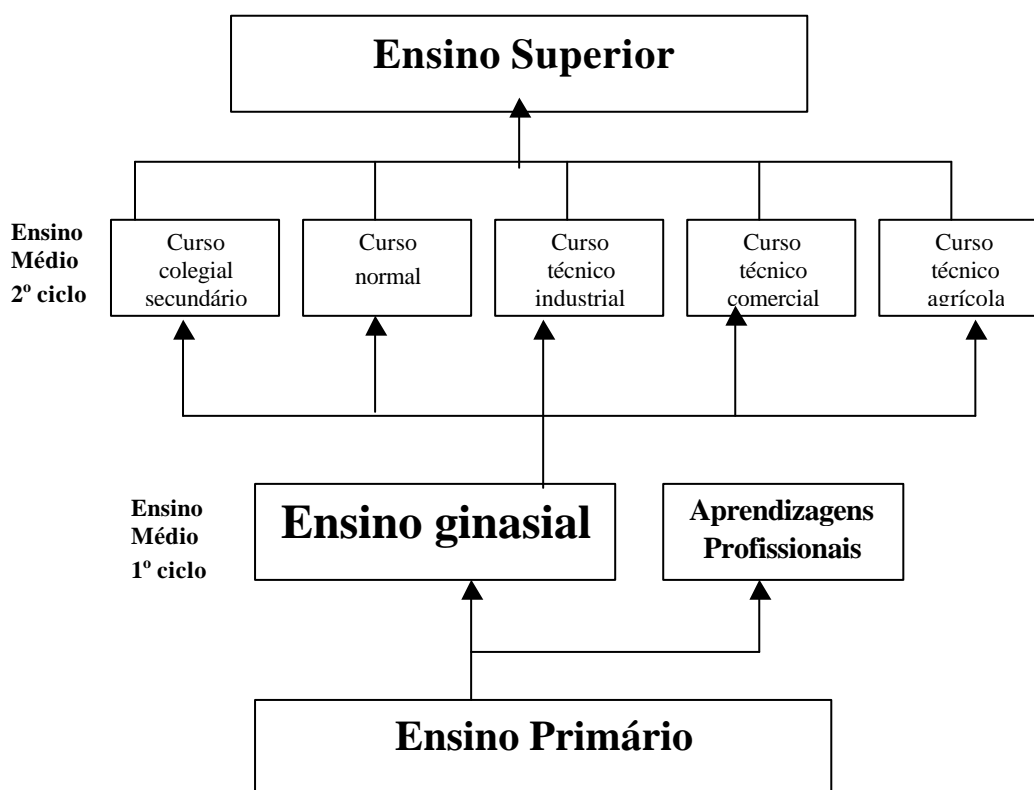 Ensino Superior
Ensino
Médio
2º ciclo
Curso
colegial
secundário
Curso
normal
Curso
técnico
industrial
Curso
técnico
comercial
Curso
técnico
agrícola
Ensino
Médio
1º ciclo
Ensino ginasial
Aprendizagens
Profissionais
Ensino Primário